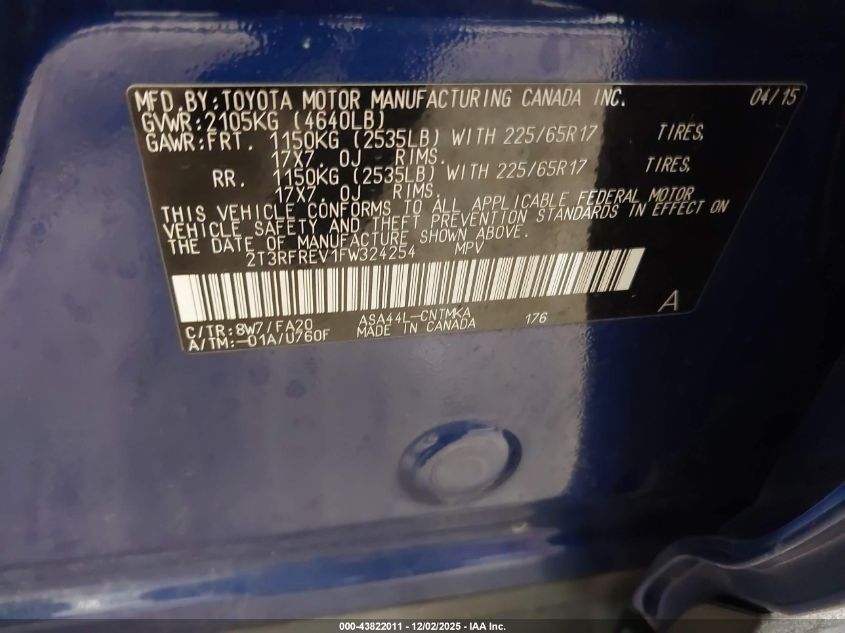 MFD.BY:TOYOTA MOTOR MANUFACTURING CANADA INC. 04/15
GVWR:2105KG (4640LB)
GAWR:FRT. 1150KG (2535LB) WITH 225/65R17 TIRES,
17X7.0J RIMS.
RR. 1150KG (2535LB) WITH 225/65R17 TIRES,
17X7.0J RIMS.
THIS VEHICLE CONFORMS TO ALL APPLICABLE FEDERAL MOTOR
VEHICLE SAFETY AND THEFT PREVENTION STANDARDS IN EFFECT ON
THE DATE OF MANUFACTURE SHOWN ABOVE.
2T3RFREV1FW324254 MPV
C/TR:8W7/FA20 ASA44L-CNTMKA 176 A
A/TM:-01A/U760F MADE IN CANADA
000-43822011 - 12/02/2025 - IAA Inc.